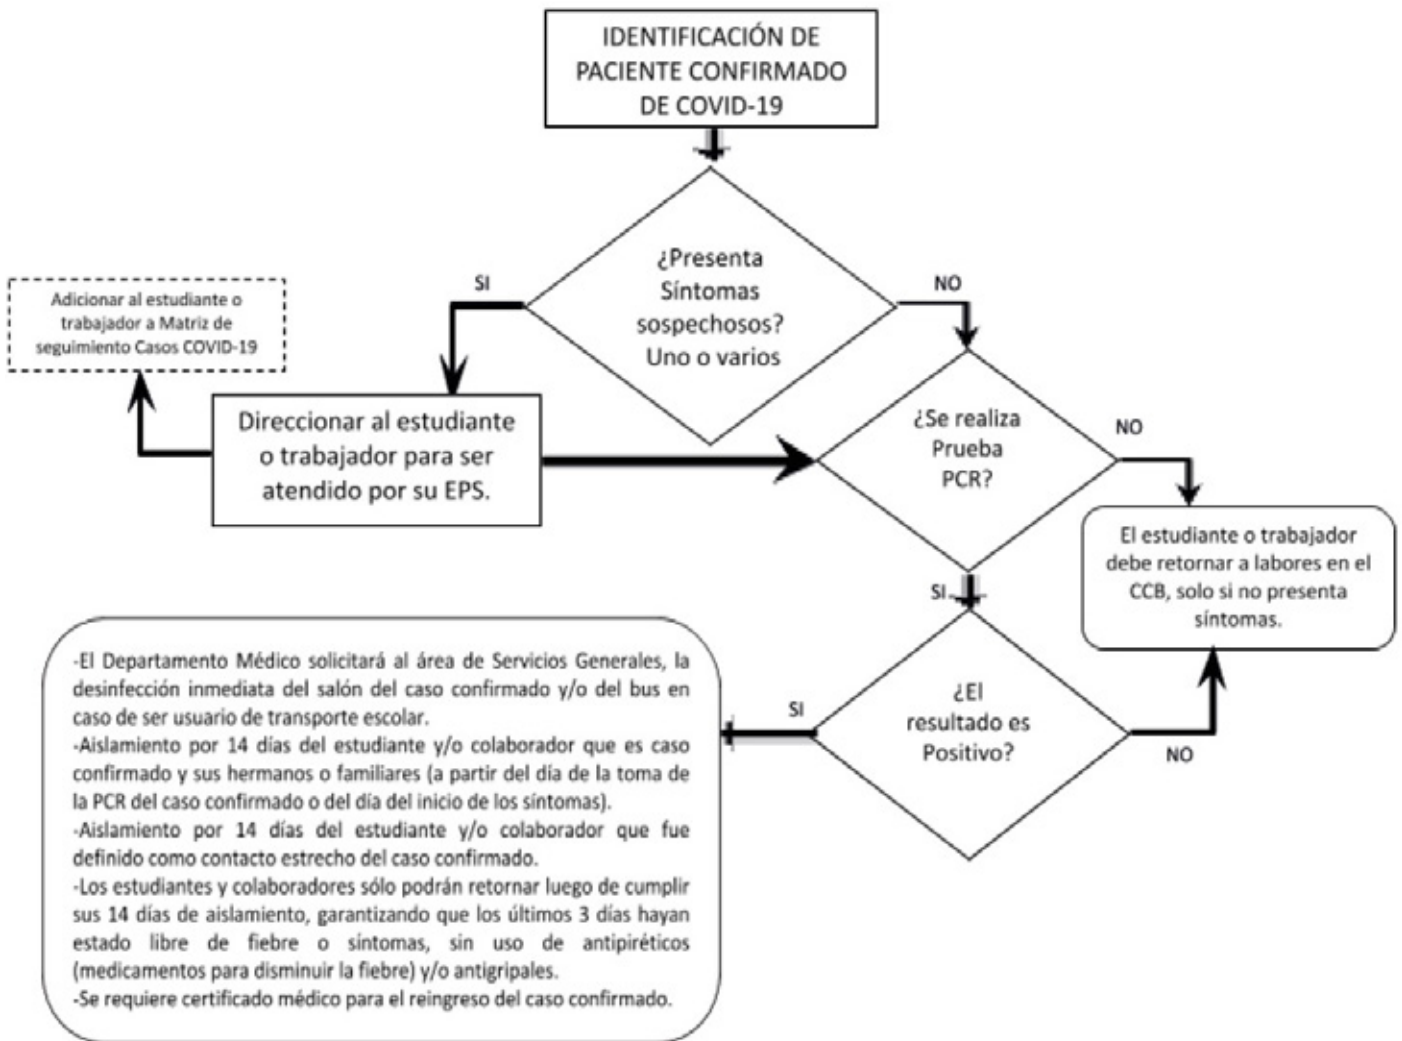 IDENTIFICACIÓN DE
PACIENTE CONFIRMADO
DE COVID-19
¿Presenta
Síntomas
sospechosos?
Uno o varios
SI
NO
Adicionar al estudiante o
trabajador a Matriz de
seguimiento Casos COVID-19
Direccionar al estudiante
o trabajador para ser
atendido por su EPS.
¿Se realiza
Prueba
PCR?
NO
SI
El estudiante o trabajador
debe retornar a labores en el
CCB, solo si no presenta
síntomas.
¿El
resultado es
Positivo?
SI
NO
-El Departamento Médico solicitará al área de Servicios Generales, la
desinfección inmediata del salón del caso confirmado y/o del bus en
caso de ser usuario de transporte escolar.
-Aislamiento por 14 días del estudiante y/o colaborador que es caso
confirmado y sus hermanos o familiares (a partir del día de la toma de
la PCR del caso confirmado o del día del inicio de los síntomas).
-Aislamiento por 14 días del estudiante y/o colaborador que fue
definido como contacto estrecho del caso confirmado.
-Los estudiantes y colaboradores sólo podrán retornar luego de cumplir
sus 14 días de aislamiento, garantizando que los últimos 3 días hayan
estado libre de fiebre o síntomas, sin uso de antipiréticos
(medicamentos para disminuir la fiebre) y/o antigripales.
-Se requiere certificado médico para el reingreso del caso confirmado.